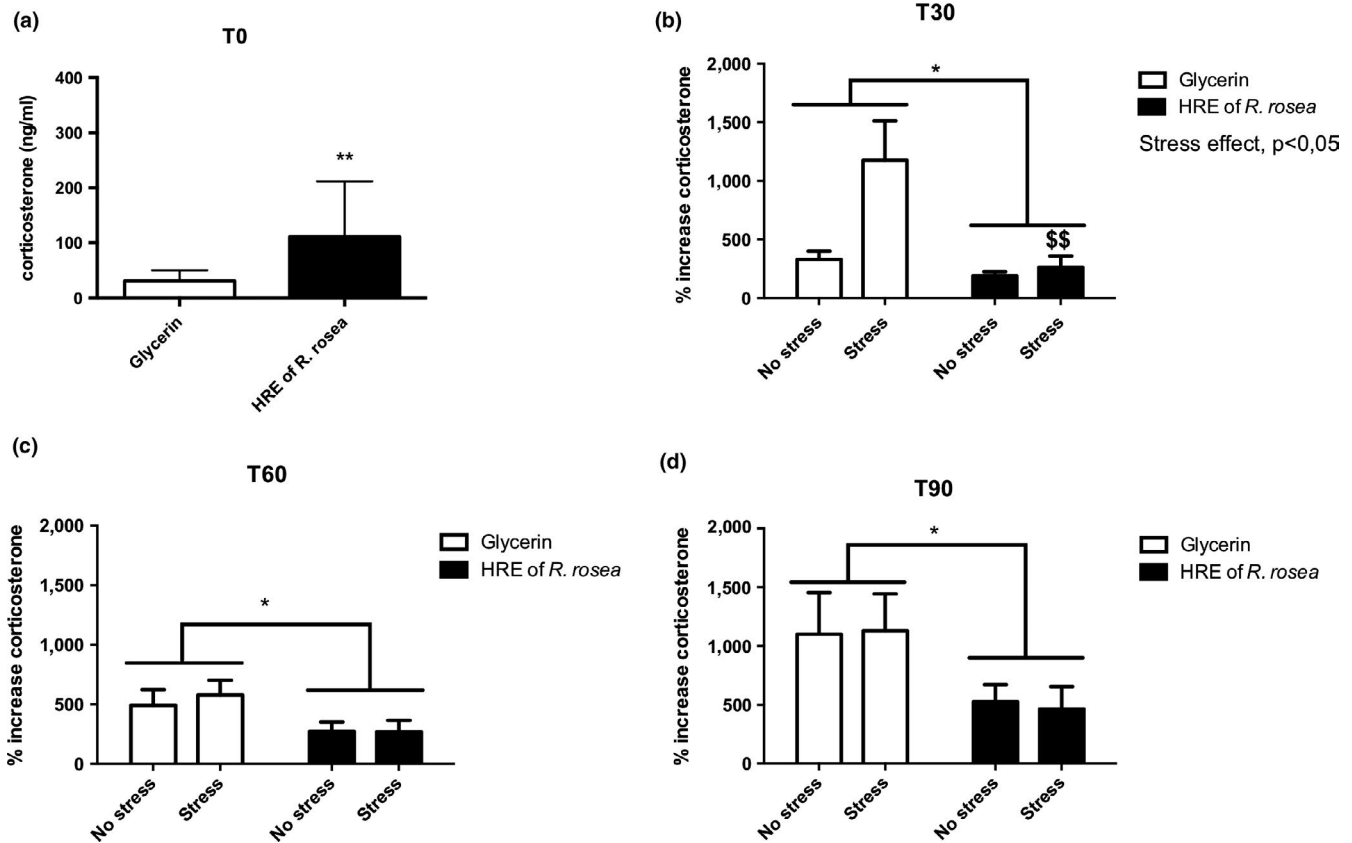 (a)
T0
corticosterone (ng/ml)
400
300
200
100
0
**
Glycerin
HRE of R. rosea
(b)
T30
% increase corticosterone
2,000
1,500
1,000
500
0
*
$$
No stress
Stress
No stress
Stress
Glycerin
HRE of R. rosea
Stress effect, p<0,05
(c)
T60
% increase corticosterone
2,000
1,500
1,000
500
0
*
No stress
Stress
No stress
Stress
Glycerin
HRE of R. rosea
(d)
T90
% increase corticosterone
2,000
1,500
1,000
500
0
*
No stress
Stress
No stress
Stress
Glycerin
HRE of R. rosea